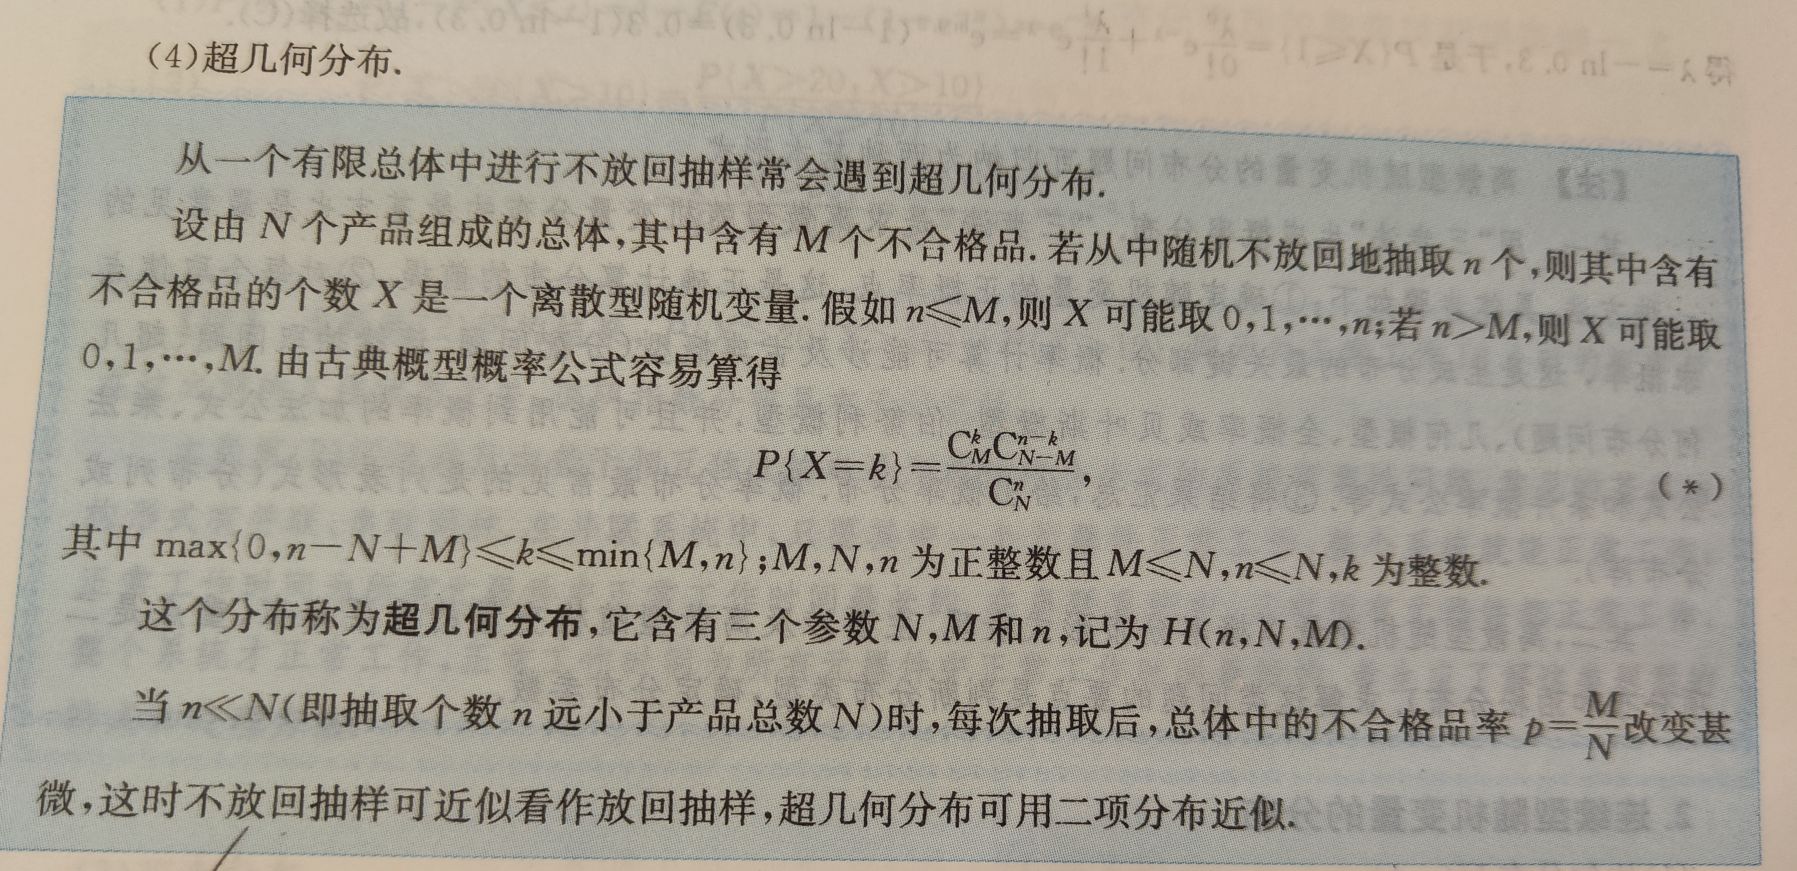 得λ=-ln 0.3,于是P{X⩽1}=
(4)超几何分布.
从一个有限总体中进行不放回抽样常会遇到超几何分布.
设由 N 个产品组成的总体,其中含有 M 个不合格品. 若从中随机不放回地抽取 n 个,则其中含有
不合格品的个数 X 是一个离散型随机变量. 假如 n⩽M,则 X 可能取 0,1,…,n;若 n>M,则 X 可能取
0,1,…,M. 由古典概型概率公式容易算得
P{X=k}=\frac{C_M^k C_{N-M}^{n-k}}{C_N^n}, (*)
其中 max{0,n-N+M}⩽k⩽min{M,n};M,N,n 为正整数且 M⩽N,n⩽N,k 为整数.
这个分布称为超几何分布,它含有三个参数 N,M 和 n,记为 H(n,N,M).
当 n≪N(即抽取个数 n 远小于产品总数 N)时,每次抽取后,总体中的不合格品率 p=\frac{M}{N}改变甚
微,这时不放回抽样可近似看作放回抽样,超几何分布可用二项分布近似.